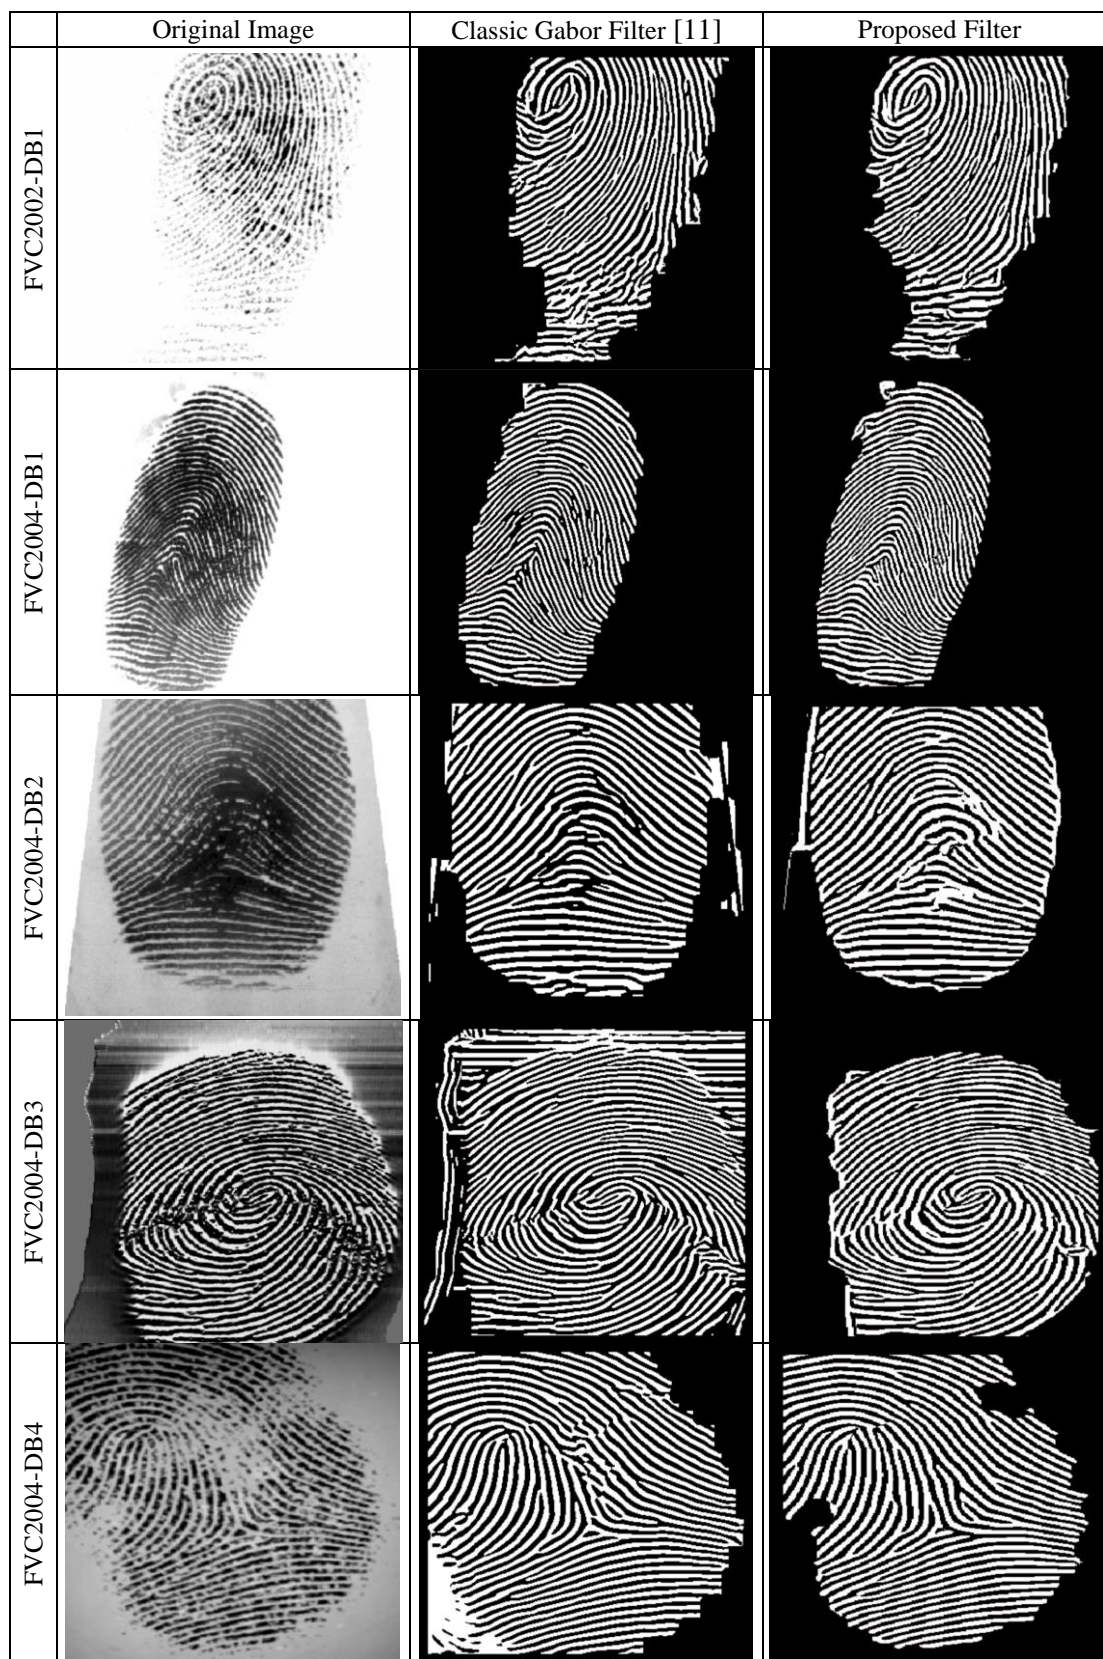 Original Image
Classic Gabor Filter [11]
Proposed Filter
FVC2002-DB1
FVC2004-DB1
FVC2004-DB2
FVC2004-DB3
FVC2004-DB4